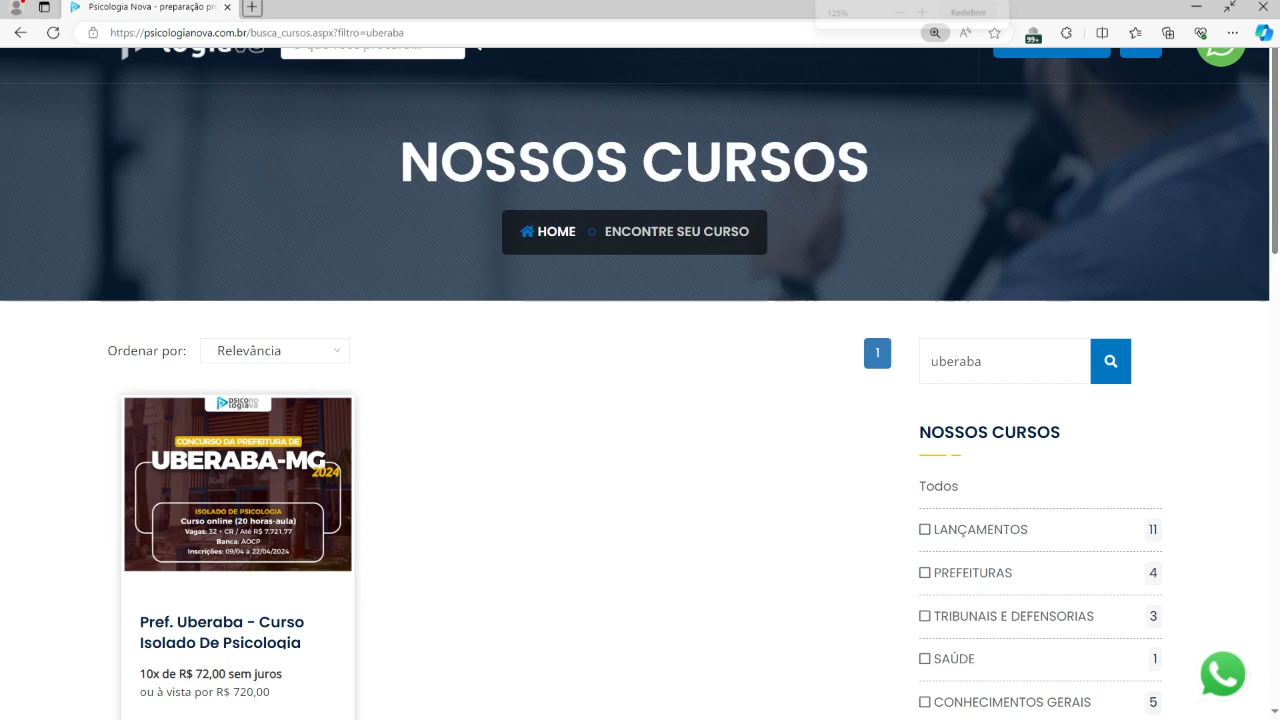 Psicologia Nova - preparação pro
125%
Redefinir
https://psicologianova.com.br/busca_cursos.aspx?filtro=uberaba
99+
NOSSOS CURSOS
HOME
ENCONTRE SEU CURSO
Ordenar por:
Relevância
1
uberaba
psicono
logiava
CONCURSO DA PREFEITURA DE
UBERABA-MG
2024
ISOLADO DE PSICOLOGIA
Curso online (20 horas-aula)
Vagas: 32 + CR / Até R$ 7.721,77
Banca: AOCP
Inscrições: 09/04 a 22/04/2024
Pref. Uberaba - Curso
Isolado De Psicologia
10x de R$ 72,00 sem juros
ou à vista por R$ 720,00
NOSSOS CURSOS
Todos
LANÇAMENTOS 11
PREFEITURAS 4
TRIBUNAIS E DEFENSORIAS 3
SAÚDE 1
CONHECIMENTOS GERAIS 5